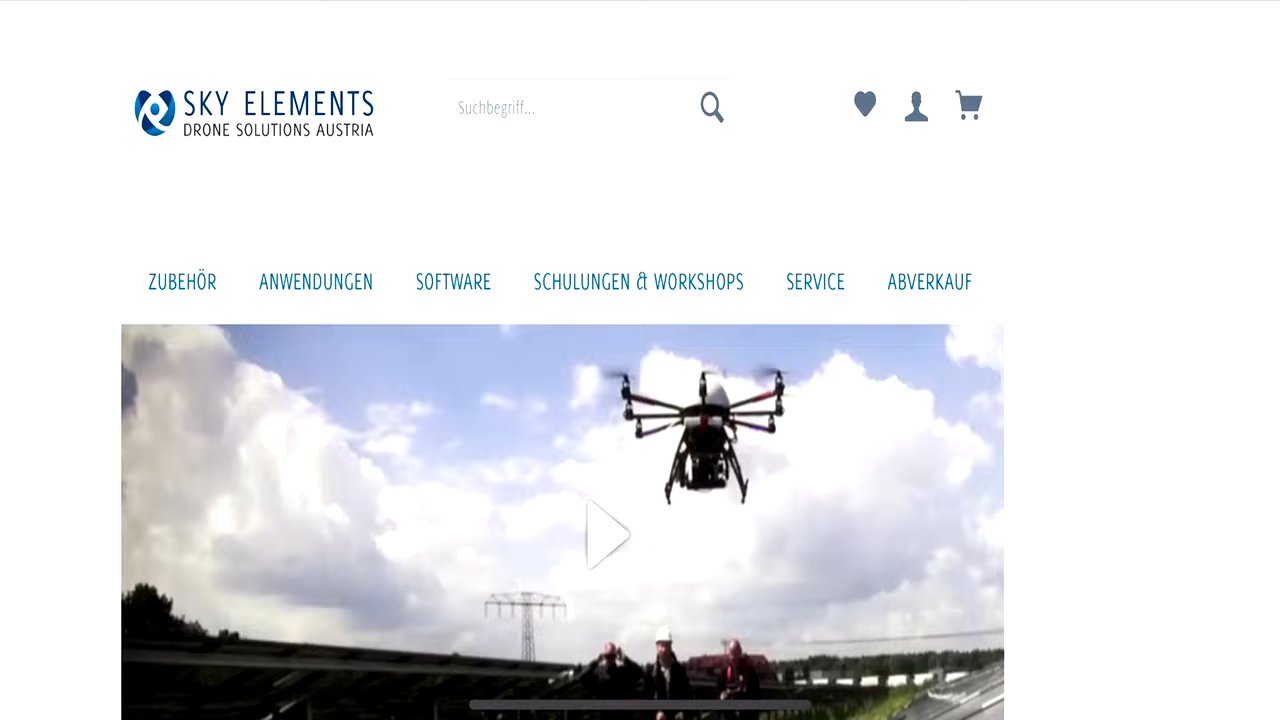 SKY ELEMENTS
DRONE SOLUTIONS AUSTRIA
Suchbegriff...
ZUBEHÖR ANWENDUNGEN SOFTWARE SCHULUNGEN & WORKSHOPS SERVICE ABVERKAUF